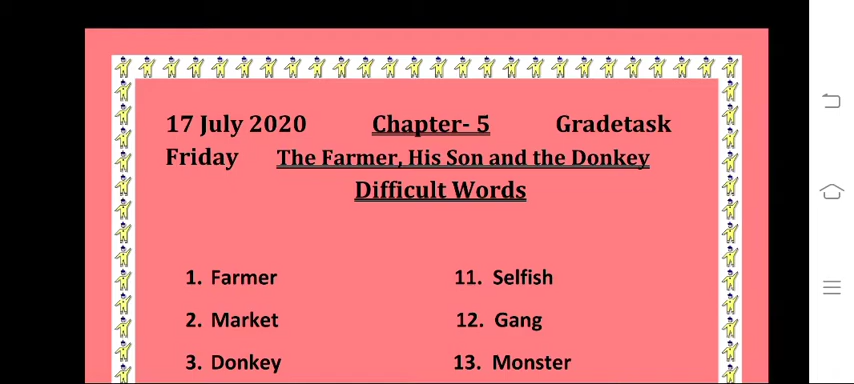 17 July 2020 Chapter- 5 Gradetask
Friday The Farmer, His Son and the Donkey
Difficult Words
1. Farmer 11. Selfish
2. Market 12. Gang
3. Donkey 13. Monster